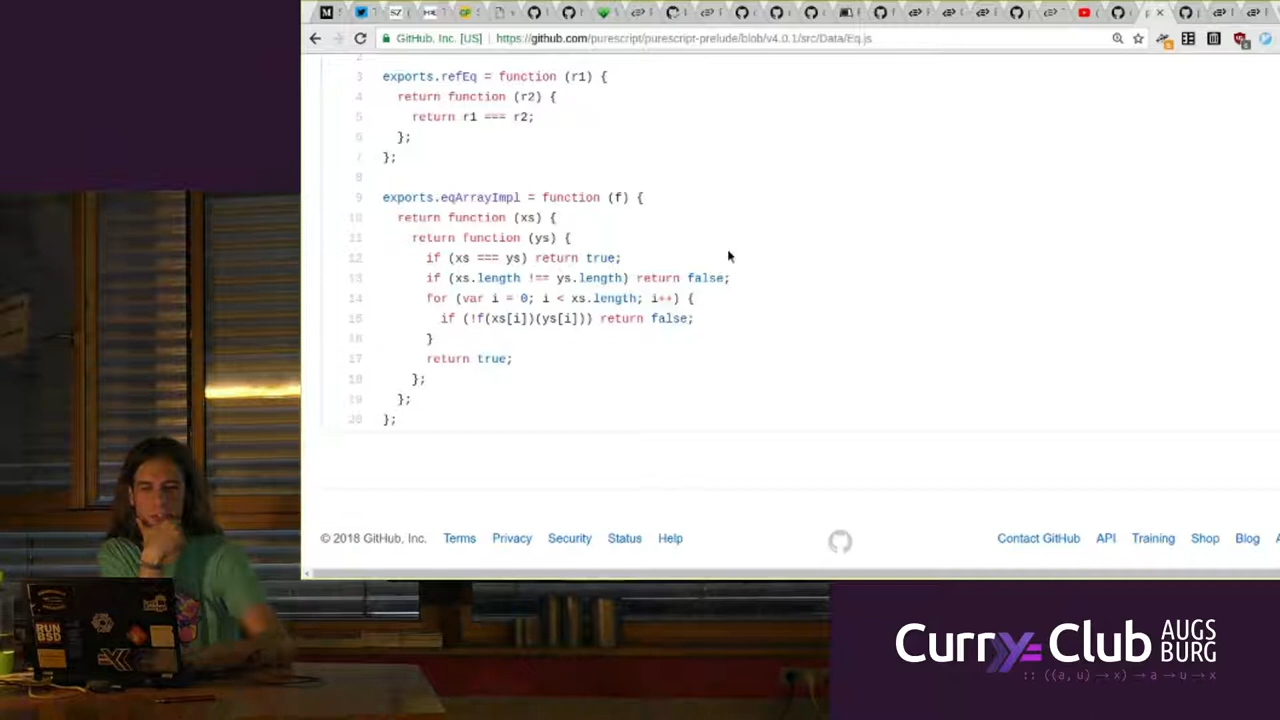 GitHub, Inc. [US] https://github.com/purescript/purescript-prelude/blob/v4.0.1/src/Data/Eq.js
2
3 exports.refEq = function (r1) {
4 return function (r2) {
5 return r1 === r2;
6 };
7 };
8
9 exports.eqArrayImpl = function (f) {
10 return function (xs) {
11 return function (ys) {
12 if (xs === ys) return true;
13 if (xs.length !== ys.length) return false;
14 for (var i = 0; i < xs.length; i++) {
15 if (!f(xs[i])(ys[i])) return false;
16 }
17 return true;
18 };
19 };
20 };
© 2018 GitHub, Inc. Terms Privacy Security Status Help Contact GitHub API Training Shop Blog
RUN
BSD
Curry Club AUGS
BURG
:: ((a, u) → x) → a → u → x